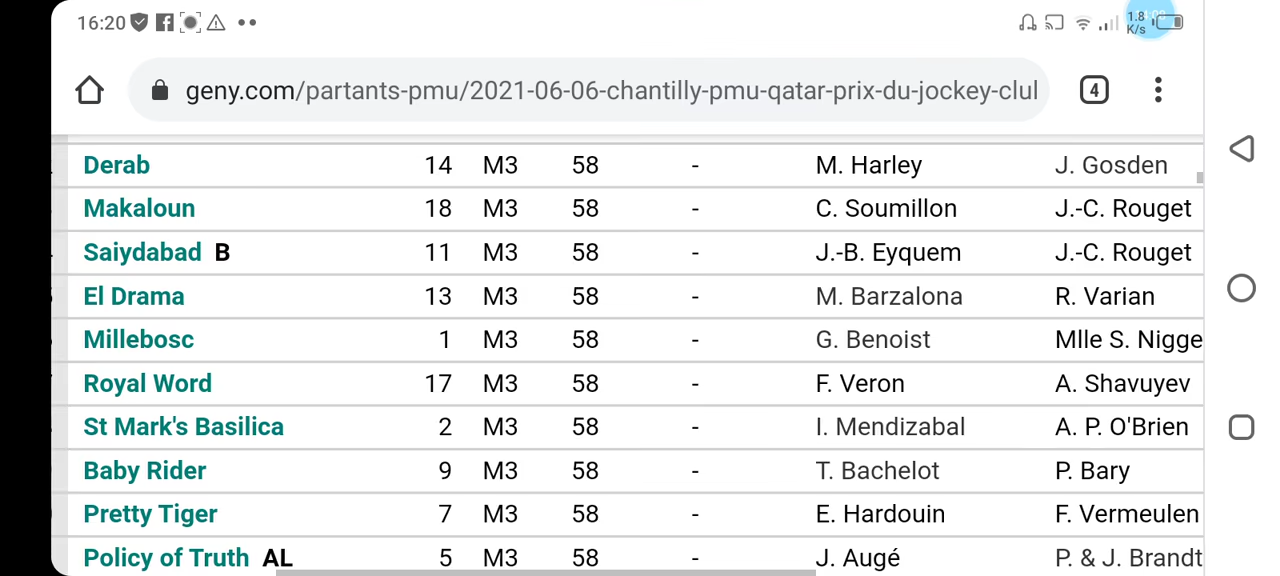 16:20 1.8 K/s
geny.com/partants-pmu/2021-06-06-chantilly-pmu-qatar-prix-du-jockey-clul 4
Derab 14 M3 58 - M. Harley J. Gosden
Makaloun 18 M3 58 - C. Soumillon J.-C. Rouget
Saiydabad B 11 M3 58 - J.-B. Eyquem J.-C. Rouget
El Drama 13 M3 58 - M. Barzalona R. Varian
Millebosc 1 M3 58 - G. Benoist Mlle S. Nigge
Royal Word 17 M3 58 - F. Veron A. Shavuyev
St Mark's Basilica 2 M3 58 - I. Mendizabal A. P. O'Brien
Baby Rider 9 M3 58 - T. Bachelot P. Bary
Pretty Tiger 7 M3 58 - E. Hardouin F. Vermeulen
Policy of Truth AL 5 M3 58 - J. Augé P. & J. Brandt